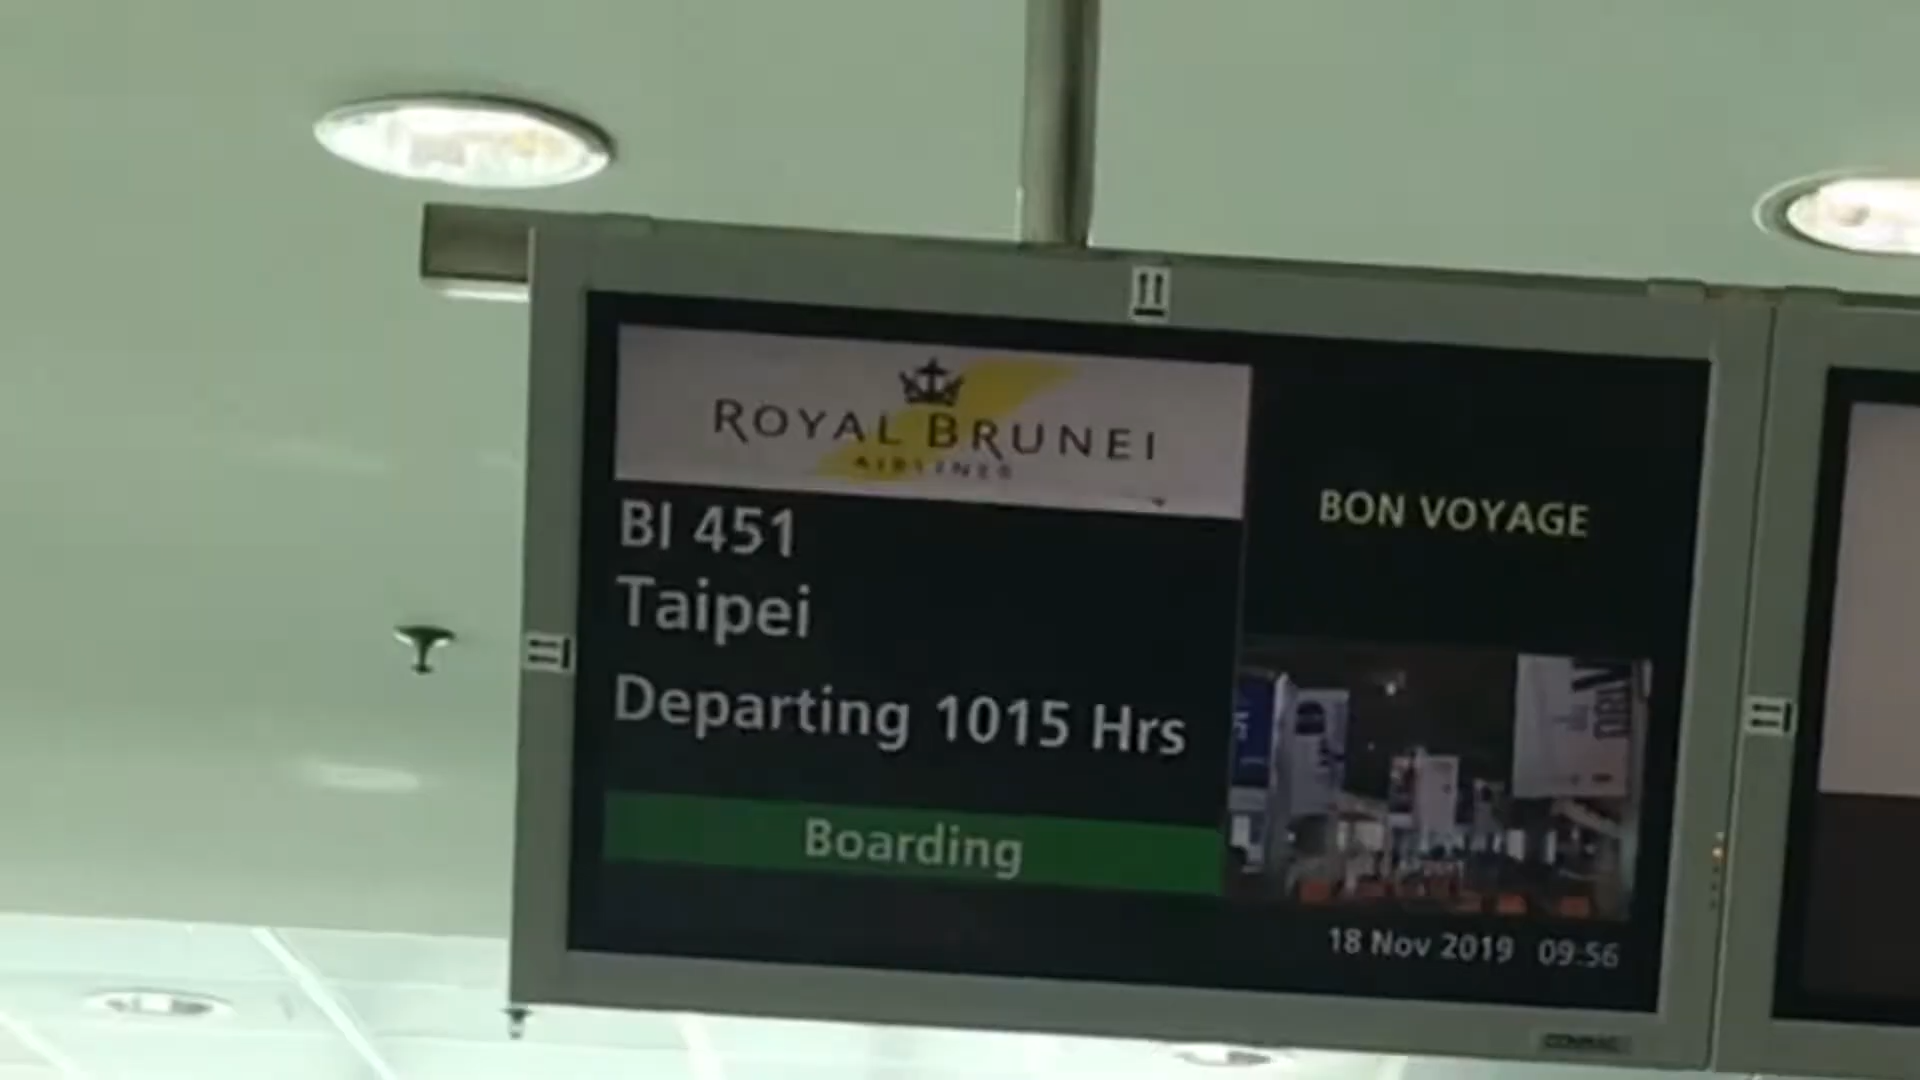 ROYAL BRUNEI
AIRLINES
BI 451
Taipei
Departing 1015 Hrs
Boarding
BON VOYAGE
18 Nov 2019 09:56